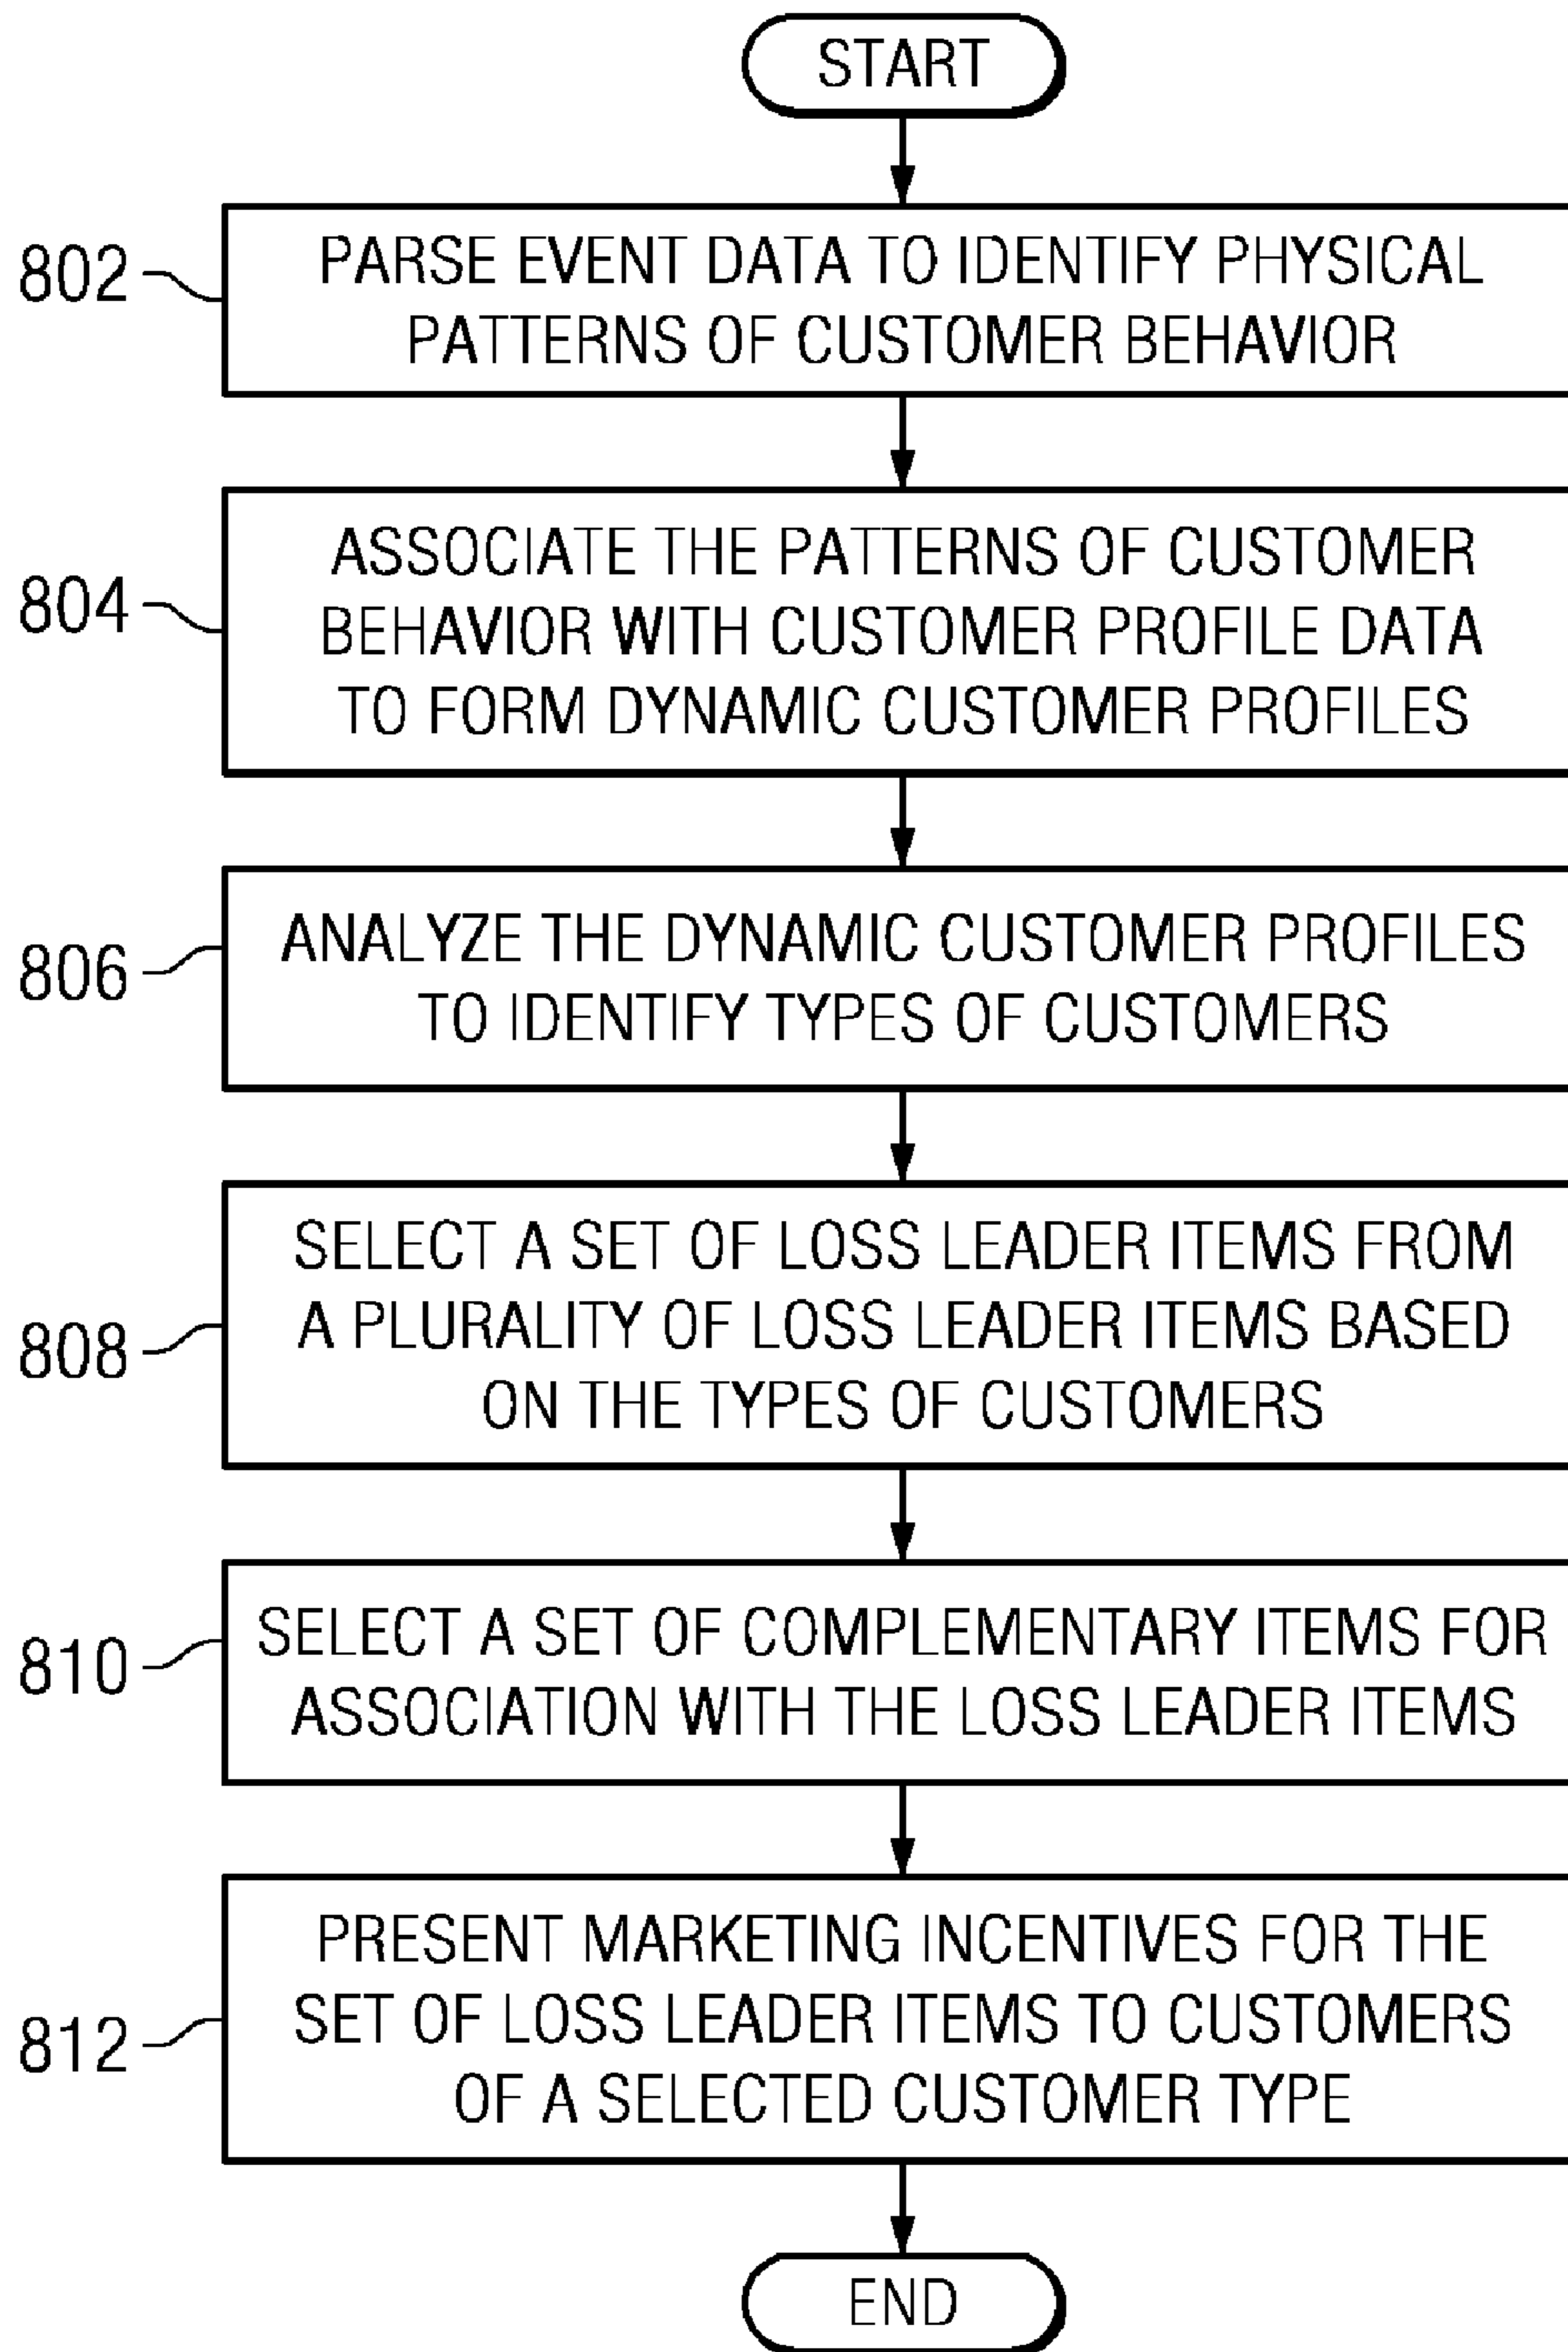 START
802
PARSE EVENT DATA TO IDENTIFY PHYSICAL
PATTERNS OF CUSTOMER BEHAVIOR
804
ASSOCIATE THE PATTERNS OF CUSTOMER
BEHAVIOR WITH CUSTOMER PROFILE DATA
TO FORM DYNAMIC CUSTOMER PROFILES
806
ANALYZE THE DYNAMIC CUSTOMER PROFILES
TO IDENTIFY TYPES OF CUSTOMERS
808
SELECT A SET OF LOSS LEADER ITEMS FROM
A PLURALITY OF LOSS LEADER ITEMS BASED
ON THE TYPES OF CUSTOMERS
810
SELECT A SET OF COMPLEMENTARY ITEMS FOR
ASSOCIATION WITH THE LOSS LEADER ITEMS
812
PRESENT MARKETING INCENTIVES FOR THE
SET OF LOSS LEADER ITEMS TO CUSTOMERS
OF A SELECTED CUSTOMER TYPE
END